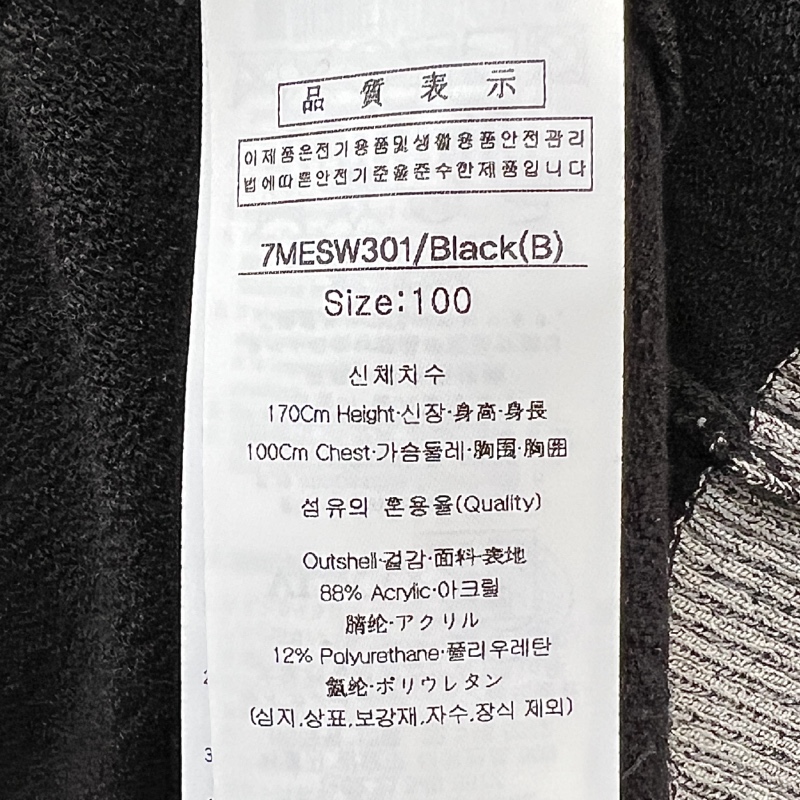 品質表示
이제품은전기용품및생활용품안전관리
법에따른안전기준을준수한제품입니다
7MESW301/Black(B)
Size:100
신체치수
170Cm Height·신장·身高·身長
100Cm Chest·가슴둘레·胸围·胸囲
섬유의 혼용율(Quality)
Outshell·겉감·面料·表地
88% Acrylic·아크릴
腈纶·アクリル
12% Polyurethane·폴리우레탄
氨纶·ポリウレタン
(심지,상표,보강재,자수,장식 제외)
3